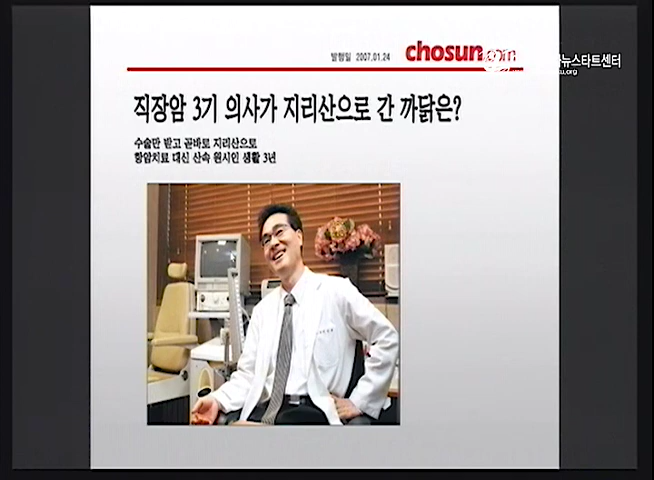 발행일 2007.01.24
chosun
뉴스타트센터
직장암 3기 의사가 지리산으로 간 까닭은?
수술만 받고 곧바로 지리산으로
항암치료 대신 산속 원시인 생활 3년